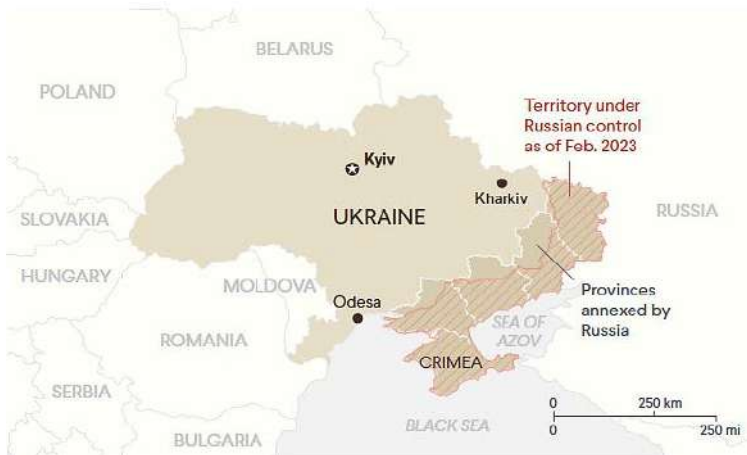 BELARUS
POLAND
Territory under
Russian control
as of Feb. 2023
Kyiv
Kharkiv
SLOVAKIA
UKRAINE
RUSSIA
HUNGARY
MOLDOVA
Odesa
Provinces
annexed by
Russia
SEA OF
AZOV
ROMANIA
CRIMEA
SERBIA
0 250 km
BLACK SEA
0 250 mi
BULGARIA